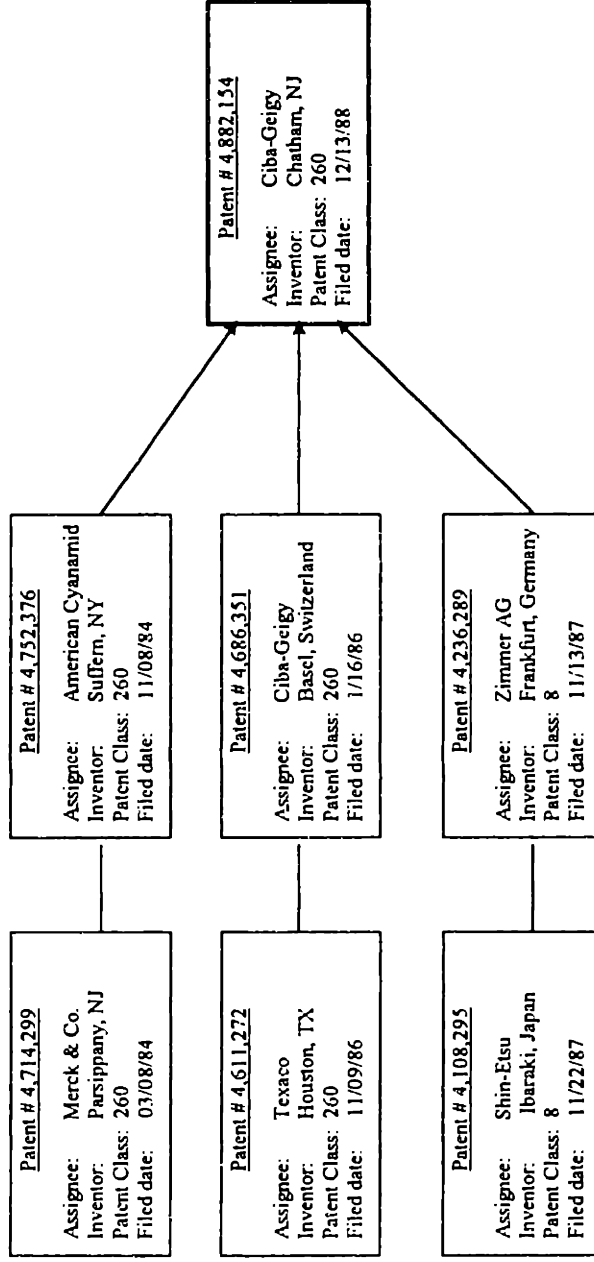 Patent # 4,714,299
Assignee: Merck & Co.
Inventor: Parsippany, NJ
Patent Class: 260
Filed date: 03/08/84
Patent # 4,752,376
Assignee: American Cyanamid
Inventor: Suffern, NY
Patent Class: 260
Filed date: 11/08/84
Patent # 4,611,272
Assignee: Texaco
Inventor: Houston, TX
Patent Class: 260
Filed date: 11/09/86
Patent # 4,686,351
Assignee: Ciba-Geigy
Inventor: Basel, Switzerland
Patent Class: 260
Filed date: 1/16/86
Patent # 4,882,154
Assignee: Ciba-Geigy
Inventor: Chatham, NJ
Patent Class: 260
Filed date: 12/13/88
Patent # 4,108,295
Assignee: Shin-Etsu
Inventor: Ibaraki, Japan
Patent Class: 8
Filed date: 11/22/87
Patent # 4,236,289
Assignee: Zimmer AG
Inventor: Frankfurt, Germany
Patent Class: 8
Filed date: 11/13/87